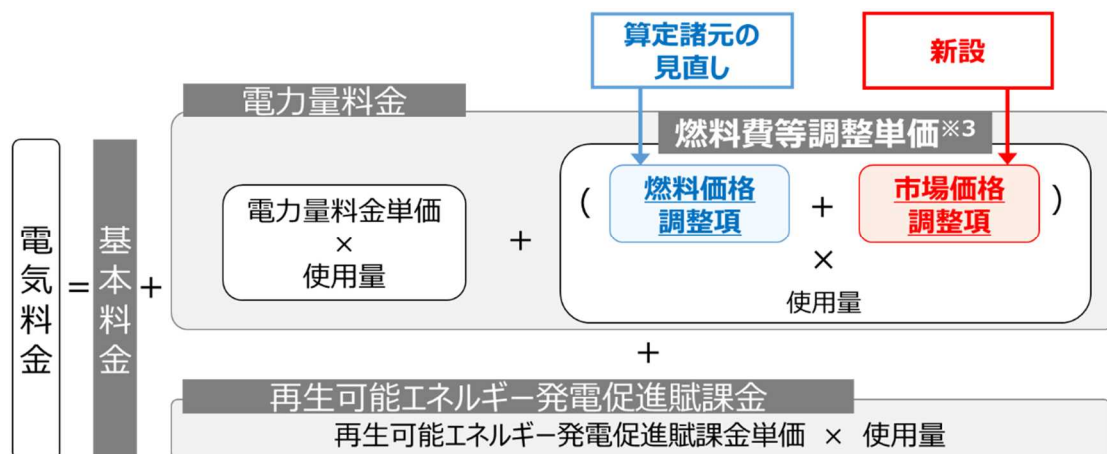 算定諸元の
見直し
新設
電力量料金
燃料費等調整単価※3
電気料金
=
基本料金
+
電力量料金単価
×
使用量
+
(
燃料価格
調整項
+
市場価格
調整項
)
×
使用量
+
再生可能エネルギー発電促進賦課金
再生可能エネルギー発電促進賦課金単価 × 使用量